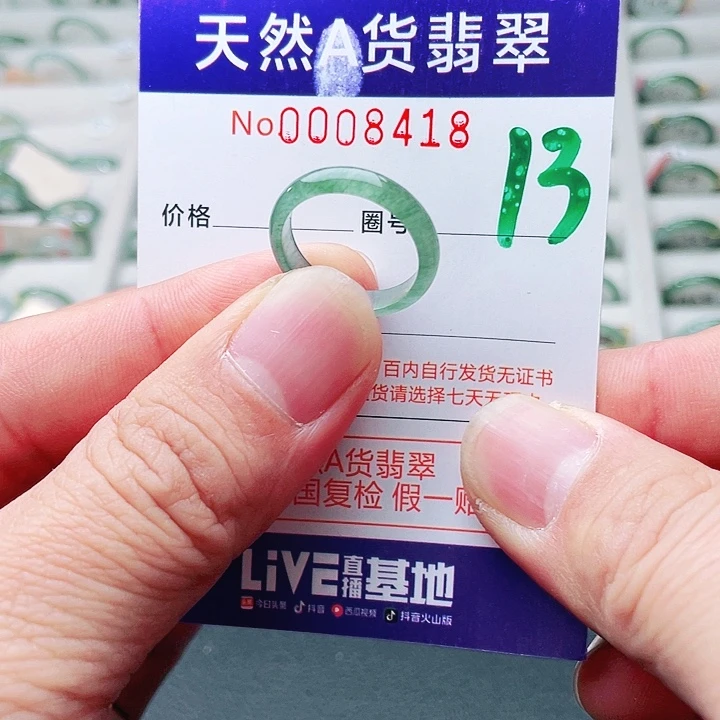 天然A货翡翠
No.0008418
13
价格 圈号
百内自行发货无证书
货请选择七天无
A货翡翠
国复检 假一赔
LiVE直播基地
今日头条 抖音 西瓜视频 抖音火山版